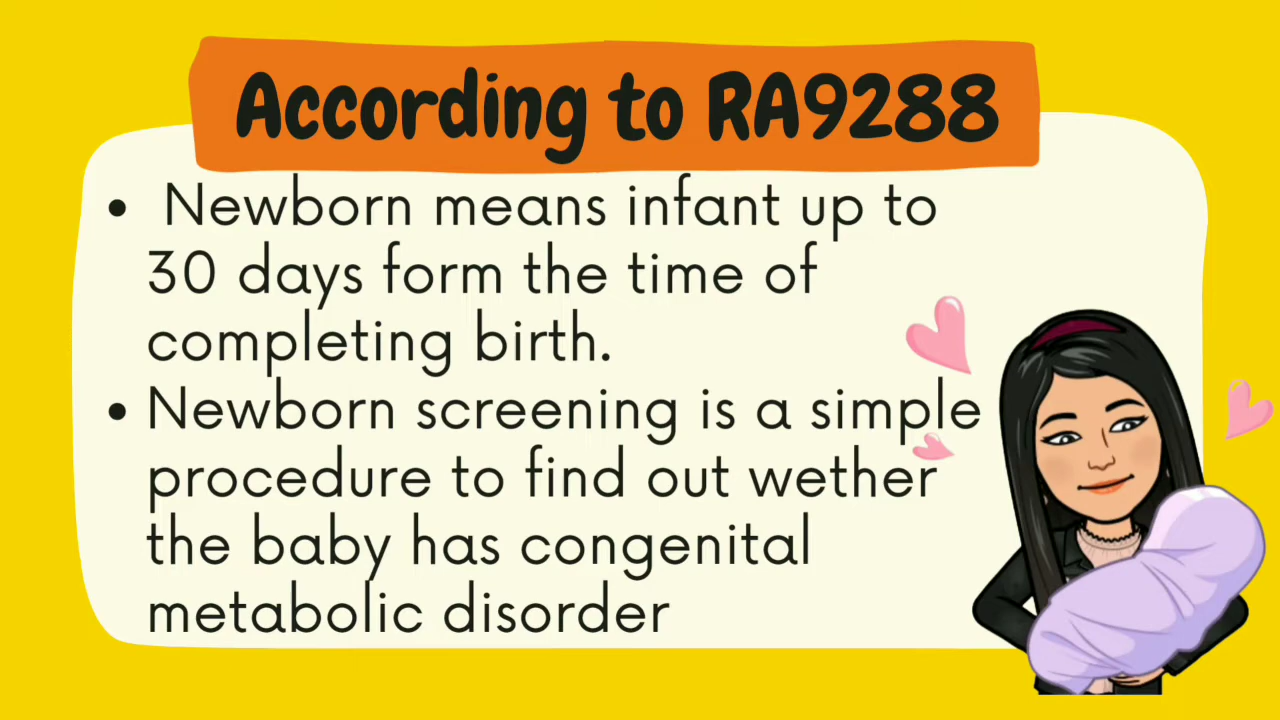 According to RA9288
• Newborn means infant up to
30 days form the time of
completing birth.
• Newborn screening is a simple
procedure to find out wether
the baby has congenital
metabolic disorder